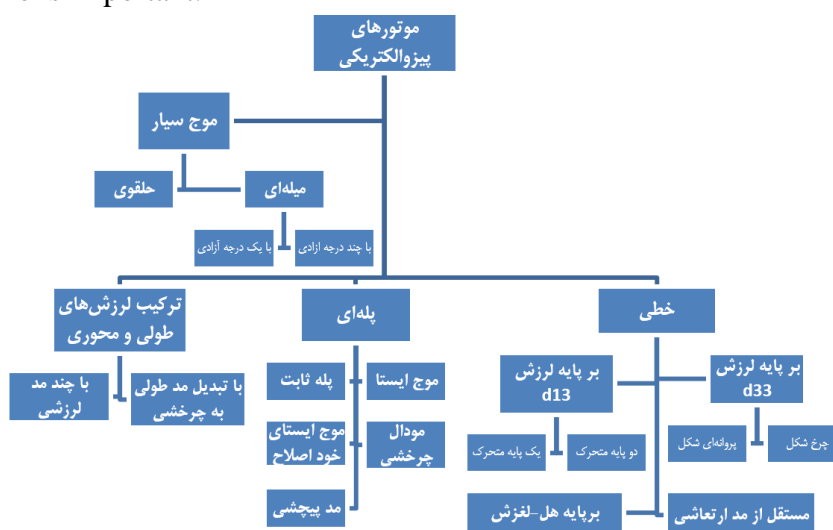 موتورهای
پیزوالکتریکی
موج سیار
میله‌ای
حلقوی
با چند درجه ازادی
با یک درجه آزادی
خطی
پله‌ای
ترکیب لرزش‌های
طولی و محوری
بر پایه لرزش
d33
بر پایه لرزش
d13
چرخ شکل
پروانه‌ای شکل
دو پایه متحرک
یک پایه متحرک
مستقل از مد ارتعاشی
برپایه هل-لغزش
موج ایستا
پله ثابت
مودال
چرخشی
موج ایستای
خود اصلاح
مد پیچشی
با تبدیل مد طولی
به چرخشی
با چند مد
لرزشی